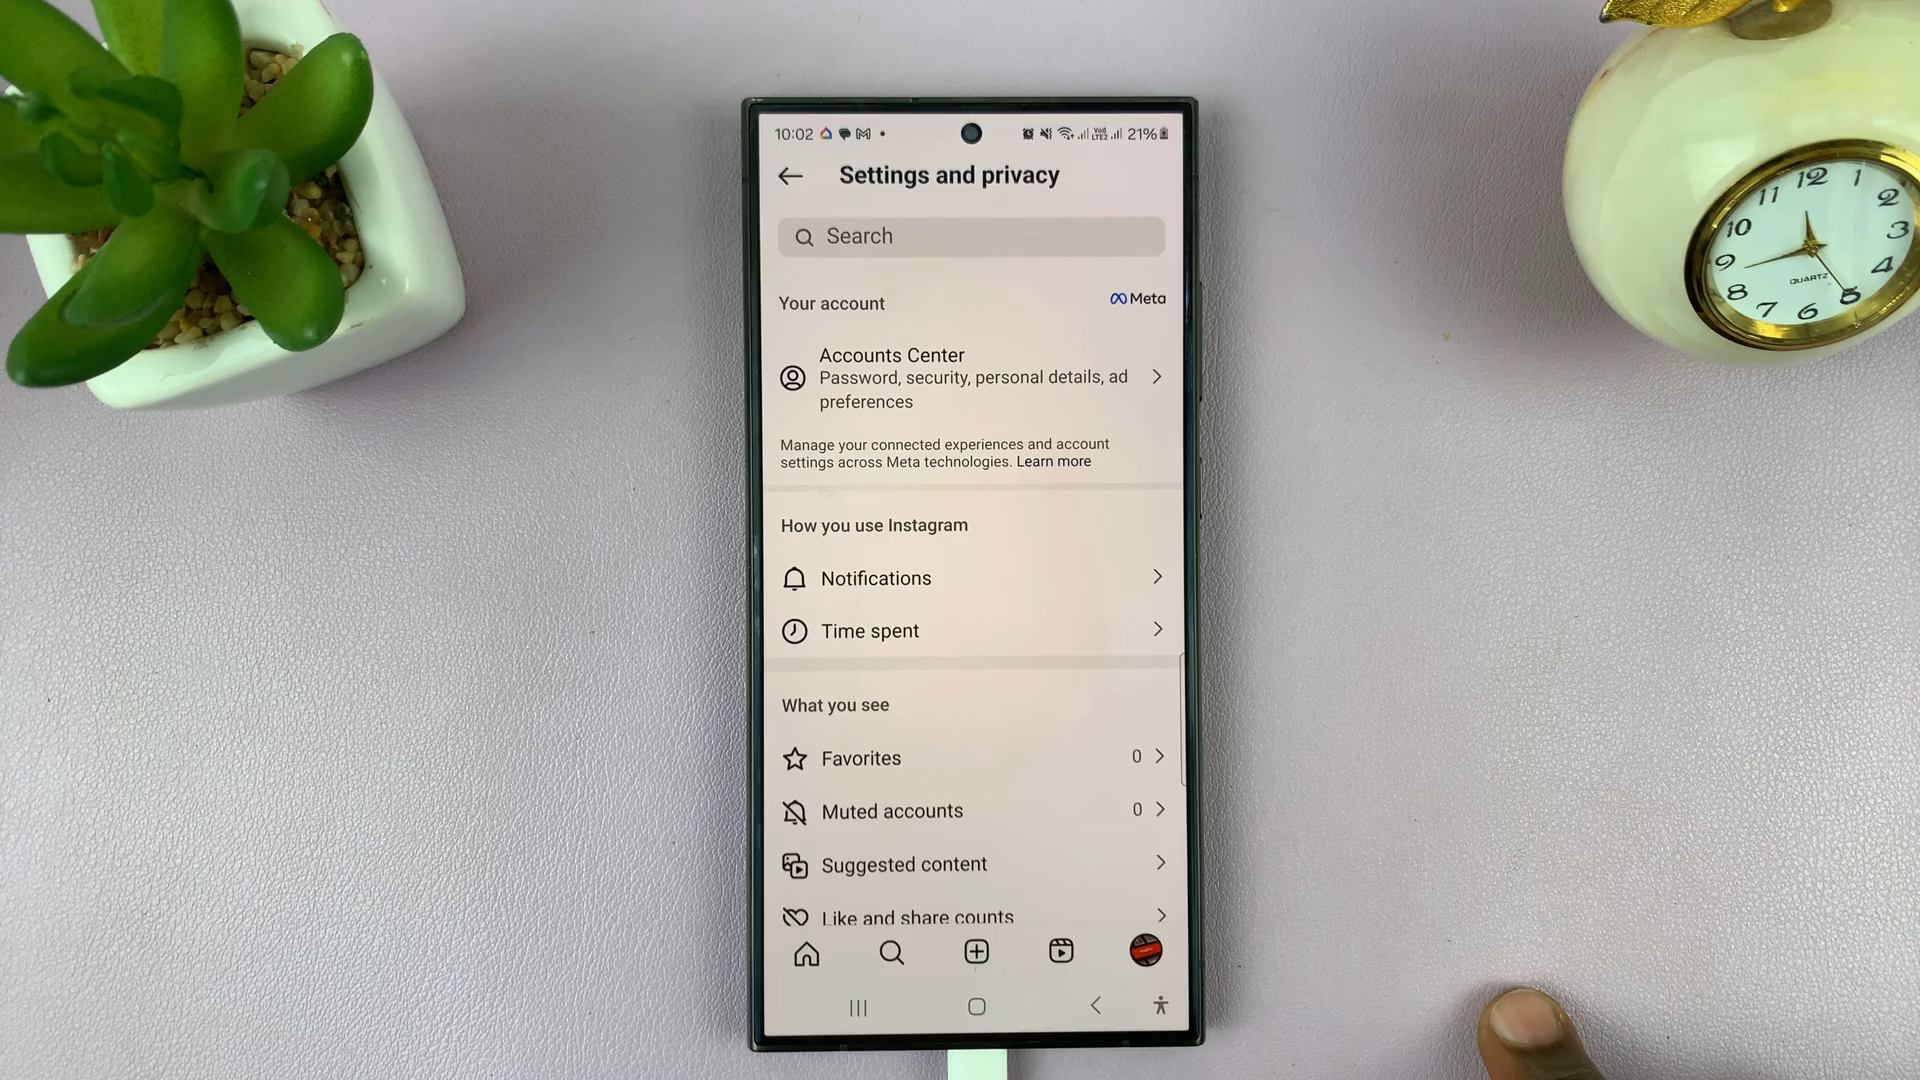 10:02 21%
Settings and privacy
Search
Your account
Meta
Accounts Center
Password, security, personal details, ad
preferences
Manage your connected experiences and account
settings across Meta technologies. Learn more
How you use Instagram
Notifications
Time spent
What you see
Favorites 0
Muted accounts 0
Suggested content
Like and share counts
12
1
2
3
4
5
6
7
8
9
10
11
QUARTZ